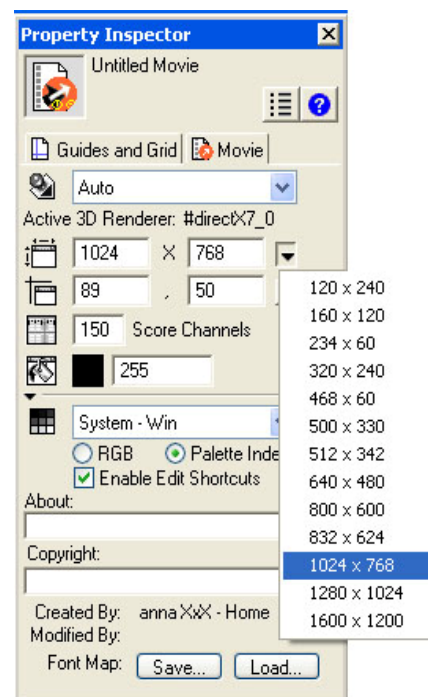 Property Inspector
Untitled Movie
Guides and Grid
Movie
Auto
Active 3D Renderer: #directX7_0
1024 X 768
89 , 50
150 Score Channels
255
System - Win
RGB Palette Inde
Enable Edit Shortcuts
About:
Copyright:
Created By: anna XxX - Home
Modified By:
Font Map: Save... Load...
120 x 240
160 x 120
234 x 60
320 x 240
468 x 60
500 x 330
512 x 342
640 x 480
800 x 600
832 x 624
1024 x 768
1280 x 1024
1600 x 1200